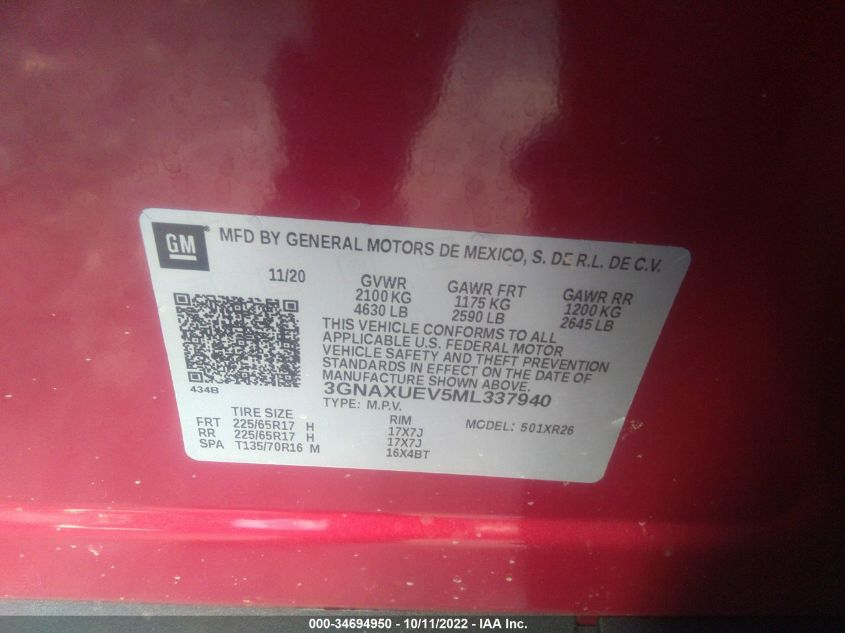 GM
MFD BY GENERAL MOTORS DE MEXICO, S. DE R.L. DE C.V.
11/20 GVWR GAWR FRT GAWR RR
2100 KG 1175 KG 1200 KG
4630 LB 2590 LB 2645 LB
THIS VEHICLE CONFORMS TO ALL
APPLICABLE U.S. FEDERAL MOTOR
VEHICLE SAFETY AND THEFT PREVENTION
STANDARDS IN EFFECT ON THE DATE OF
MANUFACTURE SHOWN ABOVE.
434B
3GNAXUEV5ML337940
TYPE: M.P.V.
TIRE SIZE RIM MODEL: 501XR26
FRT 225/65R17 H 17X7J
RR 225/65R17 H 17X7J
SPA T135/70R16 M 16X4BT
000-34694950 - 10/11/2022 - IAA Inc.